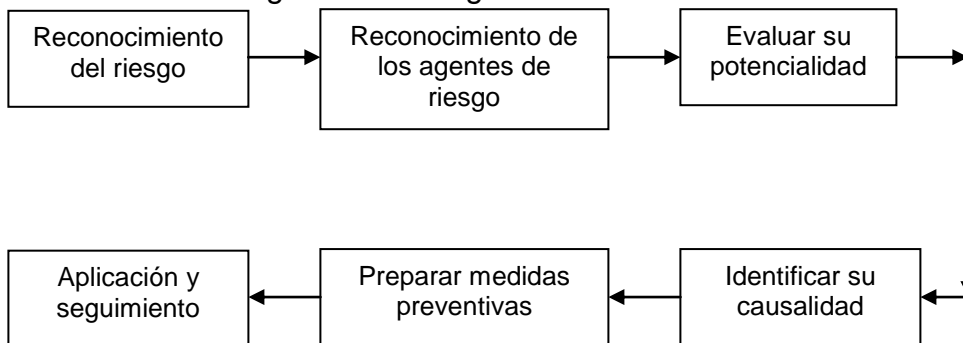 Reconocimiento
del riesgo
Reconocimiento de
los agentes de
riesgo
Evaluar su
potencialidad
Identificar su
causalidad
Preparar medidas
preventivas
Aplicación y
seguimiento